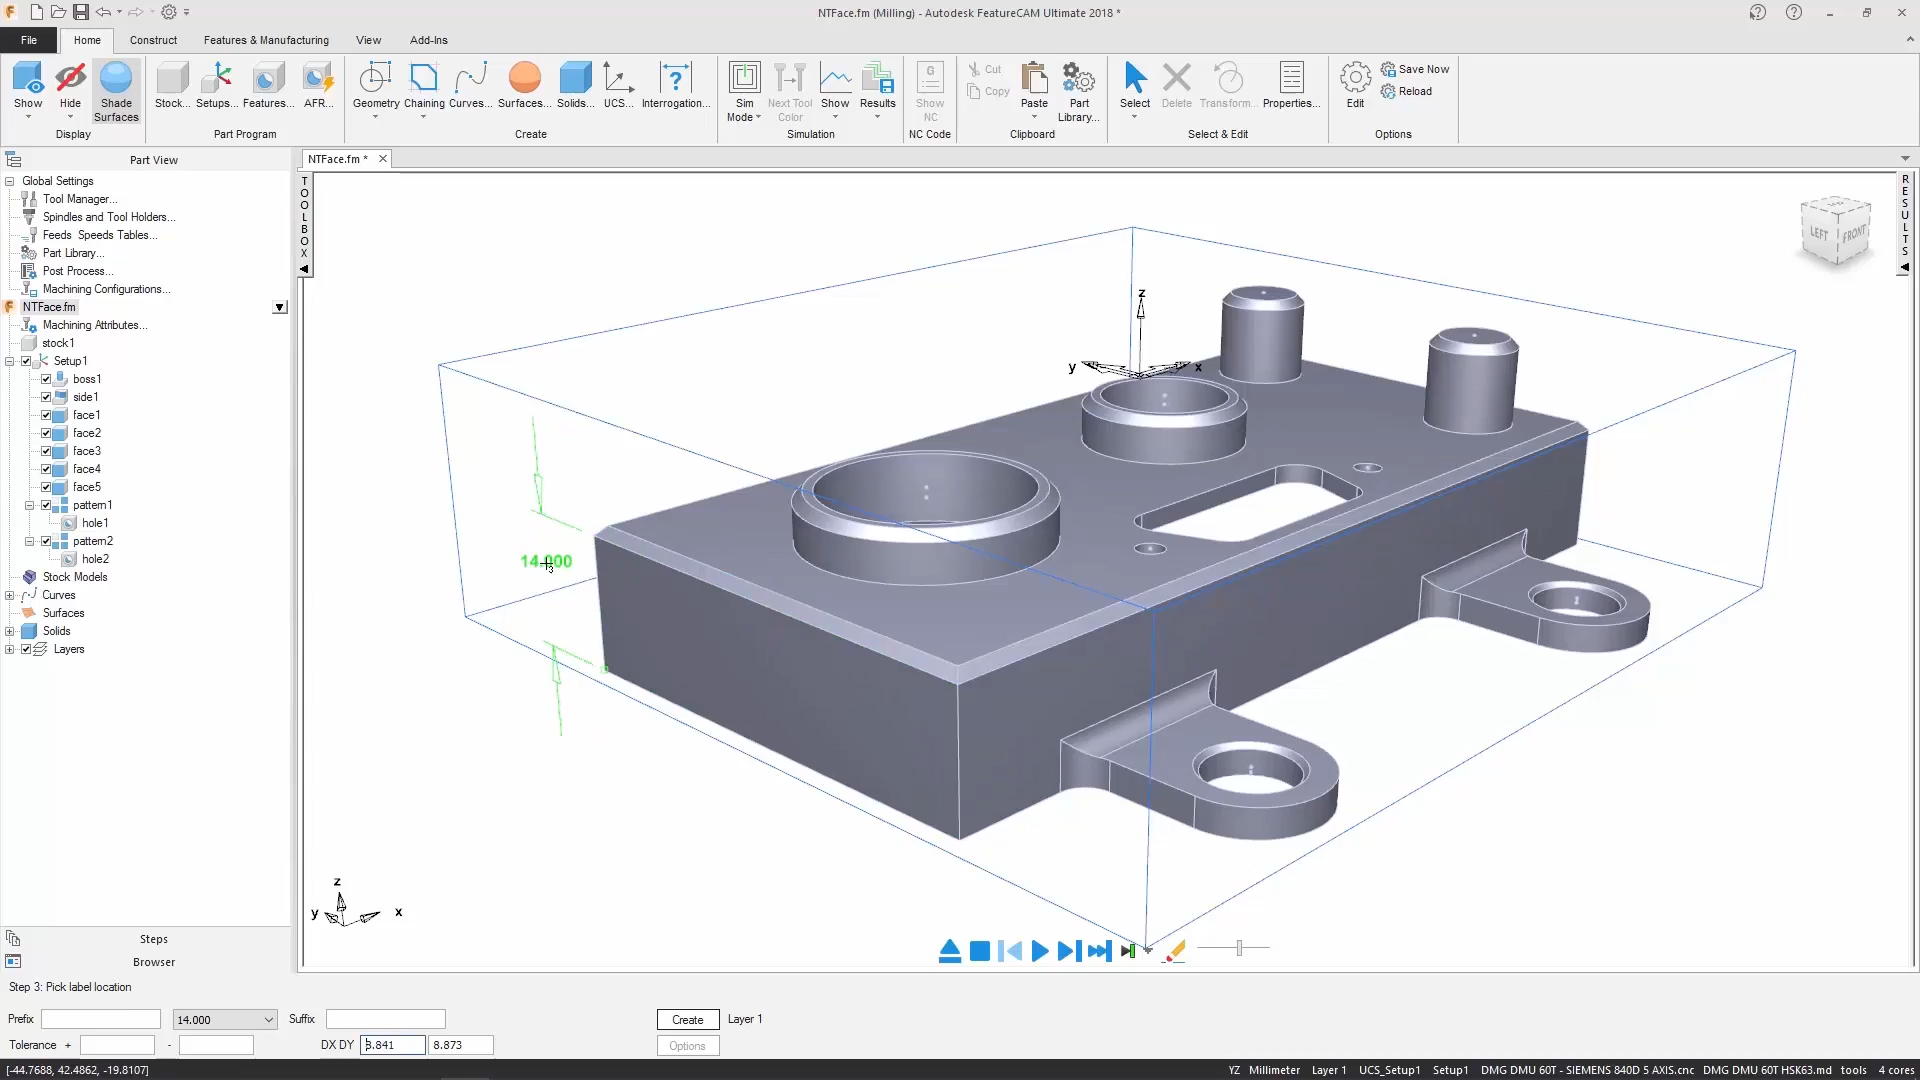 NTFace.fm (Milling) - Autodesk FeatureCAM Ultimate 2018 *
File
Home
Construct
Features & Manufacturing
View
Add-Ins
Show
Hide
Shade Surfaces
Display
Stock...
Setups...
Features...
AFR...
Part Program
Geometry
Chaining
Curves...
Surfaces...
Solids...
UCS...
Interrogation...
Create
Sim Mode
Next Tool Color
Show
Results
Simulation
G
N
Show NC
NC Code
Cut
Copy
Paste
Part Library...
Clipboard
Select
Delete
Transform...
Properties...
Select & Edit
Edit
Save Now
Reload
Options
Part View
NTFace.fm *
Global Settings
Tool Manager...
Spindles and Tool Holders...
Feeds Speeds Tables...
Part Library...
Post Process...
Machining Configurations...
NTFace.fm
Machining Attributes...
stock1
Setup1
boss1
side1
face1
face2
face3
face4
face5
pattern1
hole1
pattern2
hole2
Stock Models
Curves
Surfaces
Solids
Layers
TOOLBOX
RESULTS
LEFT
FRONT
z
y
x
14.000
z
y
x
Steps
Browser
Step 3: Pick label location
Prefix
14.000
Suffix
Create
Layer 1
Tolerance +
-
DX DY
8.873
Options
[-44.7688, 42.4862, -19.8107]
YZ Millimeter Layer 1 UCS_Setup1 Setup1 DMG DMU 60T - SIEMENS 840D 5 AXIS.cnc DMG DMU 60T HSK63.md tools 4 cores